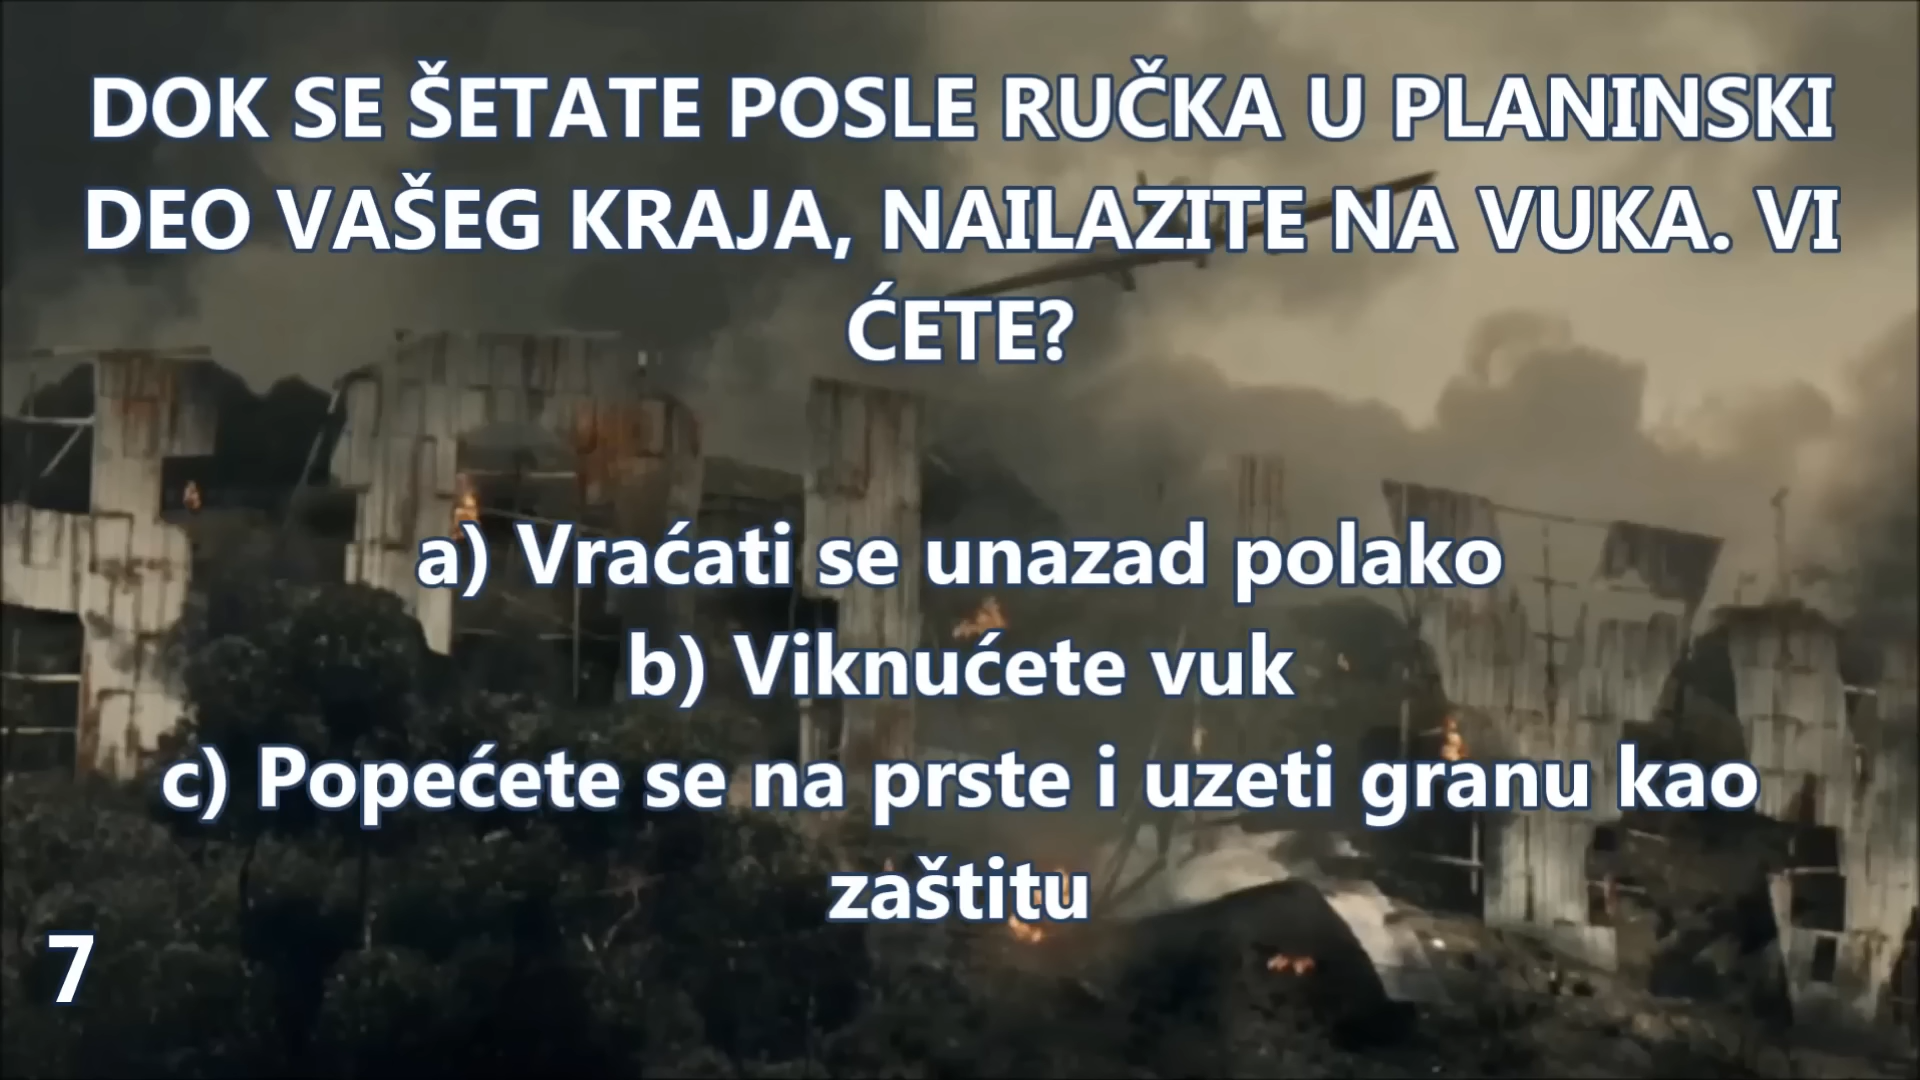 DOK SE ŠETATE POSLE RUČKA U PLANINSKI
DEO VAŠEG KRAJA, NAILAZITE NA VUKA. VI
ĆETE?
a) Vraćati se unazad polako
b) Viknućete vuk
c) Popećete se na prste i uzeti granu kao
zaštitu
7